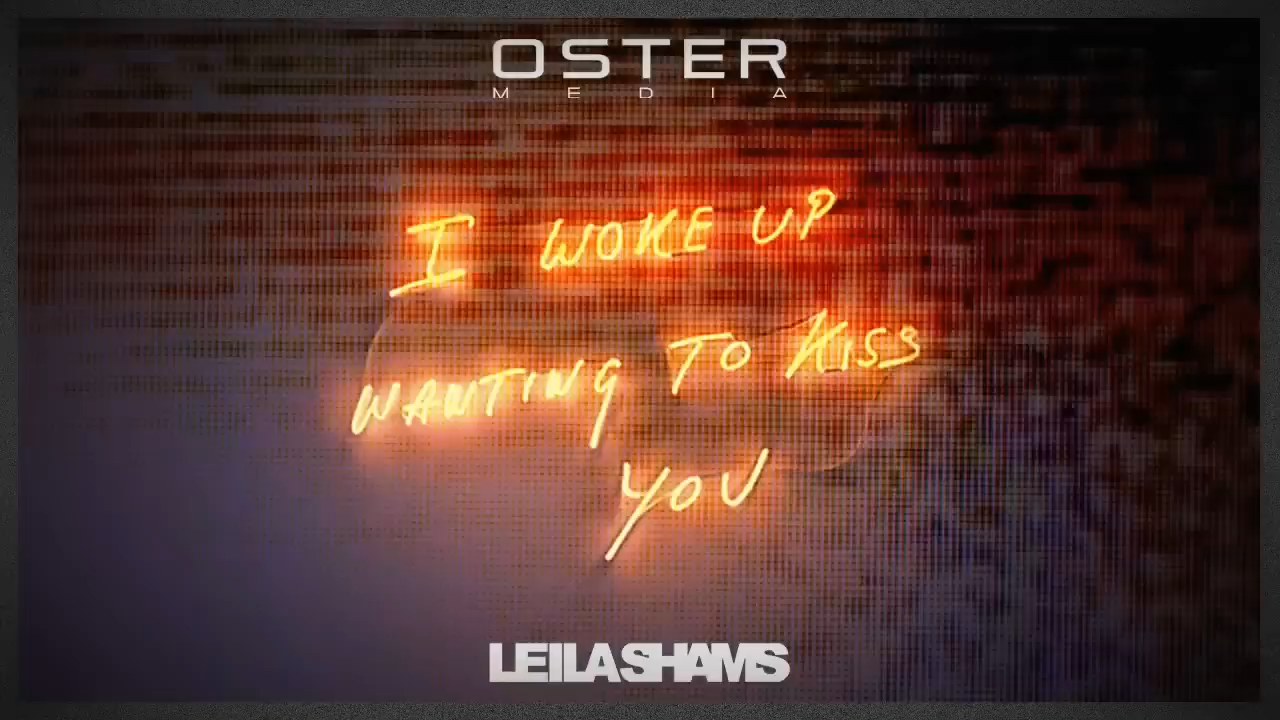 OSTER
MEDIA
I WOKE UP
WANTING TO KISS
YOU
LEILASHAMS